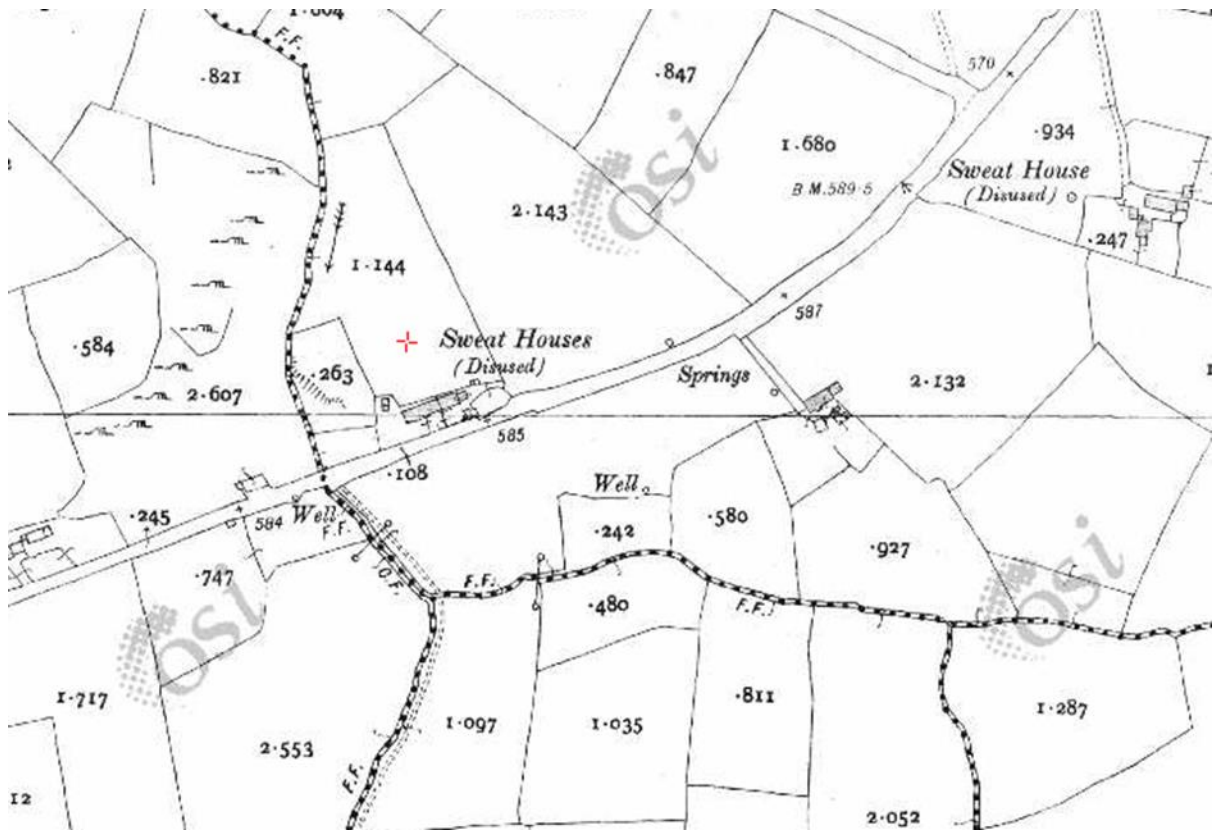 F.F.
.821
.847
570
.934
1.680
Sweat House
(Disused)
B M.589.5
2.143
.247
1.144
osi
587
Sweat Houses
(Disused)
.584
.263
Springs
2.132
2.607
585
.108
Well
.245
584
Well
F.F.
.242
.580
.927
.747
F.F.
.480
F.F.
osi
osi
1.717
.811
1.287
1.097
1.035
2.553
F.F.
12
2.052